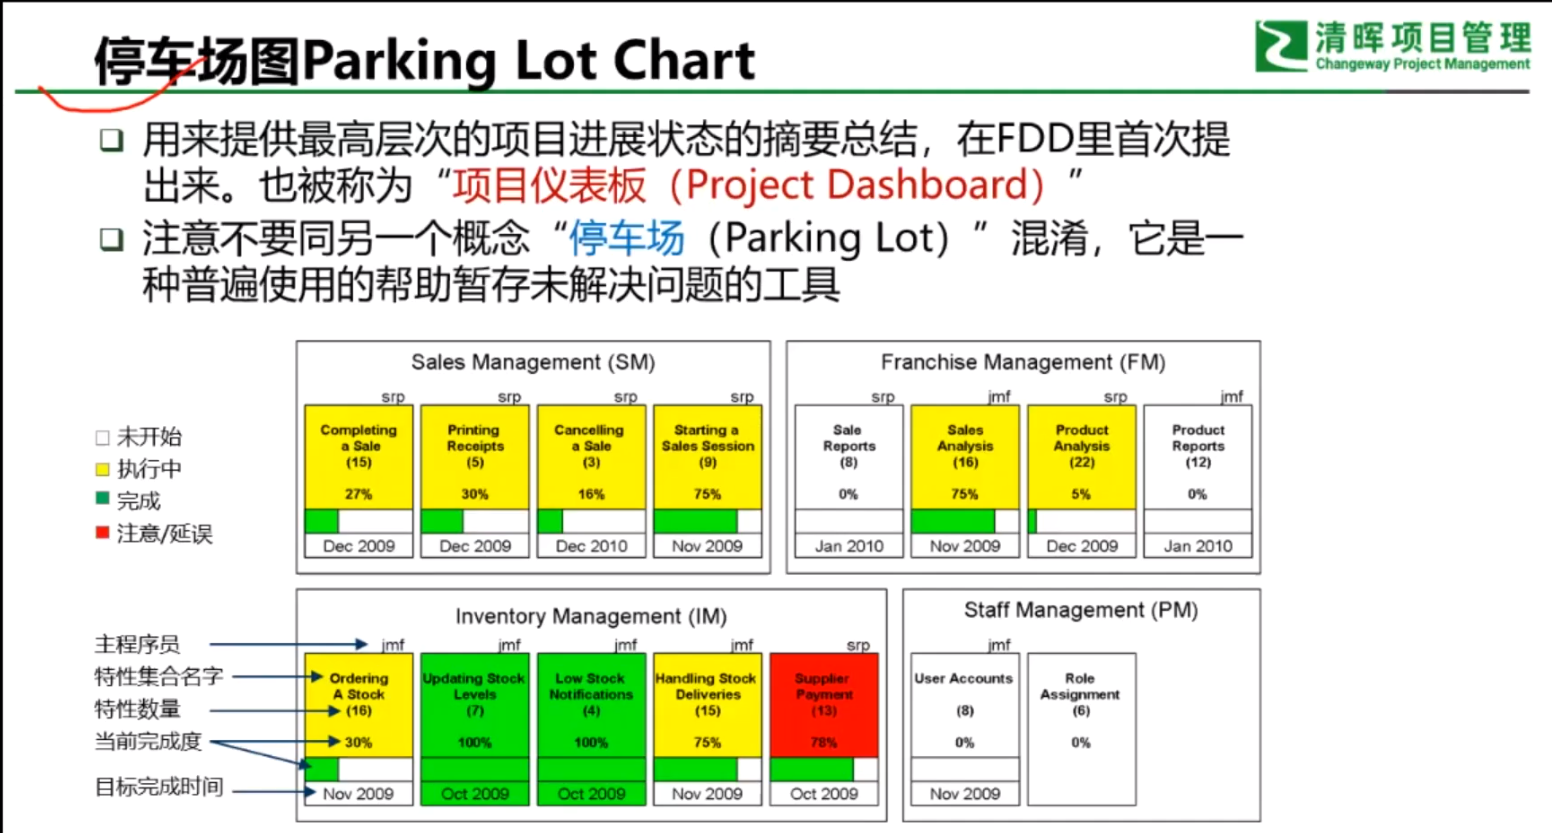 停车场图Parking Lot Chart
清晖项目管理
Changeway Project Management
用来提供最高层次的项目进展状态的摘要总结，在FDD里首次提
出来。也被称为“项目仪表板（Project Dashboard）”
注意不要同另一个概念“停车场（Parking Lot）”混淆，它是一
种普遍使用的帮助暂存未解决问题的工具
未开始
执行中
完成
注意/延误
Sales Management (SM)
srp
Completing
a Sale
(15)
27%
Dec 2009
srp
Printing
Receipts
(5)
30%
Dec 2009
srp
Cancelling
a Sale
(3)
16%
Dec 2010
srp
Starting a
Sales Session
(9)
75%
Nov 2009
Franchise Management (FM)
srp
Sale
Reports
(8)
0%
Jan 2010
jmf
Sales
Analysis
(16)
75%
Nov 2009
srp
Product
Analysis
(22)
5%
Dec 2009
jmf
Product
Reports
(12)
0%
Jan 2010
主程序员
特性集合名字
特性数量
当前完成度
目标完成时间
Inventory Management (IM)
jmf
Ordering
A Stock
(16)
30%
Nov 2009
jmf
Updating Stock
Levels
(7)
100%
Oct 2009
jmf
Low Stock
Notifications
(4)
100%
Oct 2009
jmf
Handling Stock
Deliveries
(15)
75%
Nov 2009
srp
Supplier
Payment
(13)
78%
Oct 2009
Staff Management (PM)
jmf
User Accounts
(8)
0%
Nov 2009
Role
Assignment
(6)
0%